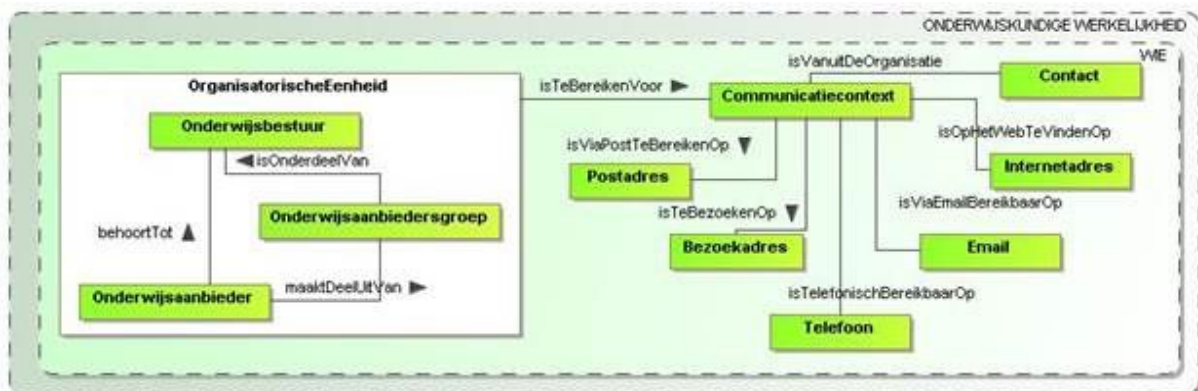 ONDERWIJSKUNDIGE WERKELIJKHEID
WIE
OrganisatorischeEenheid
Onderwijsbestuur
isOnderdeelVan
Onderwijsaanbiedersgroep
behoortTot
Onderwijsaanbieder
maaktDeelUitVan
isTeBereikenVoor
isVanuitDeOrganisatie
Contact
Communicatiecontext
isOpHetWebTeVindenOp
isViaPostTeBereikenOp
Internetadres
Postadres
isViaEmailBereikbaarOp
isTeBezoekenOp
Bezoekadres
Email
isTelefonischBereikbaarOp
Telefoon